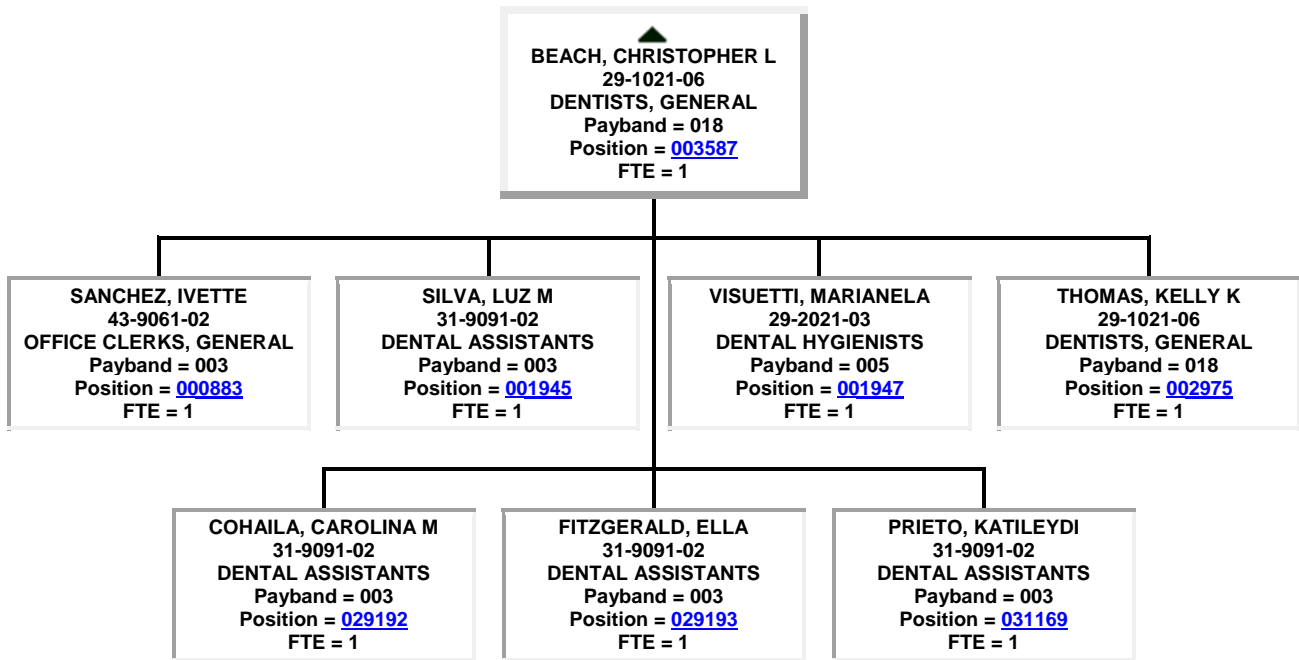 BEACH, CHRISTOPHER L
29-1021-06
DENTISTS, GENERAL
Payband = 018
Position = 003587
FTE = 1
SANCHEZ, IVETTE
43-9061-02
OFFICE CLERKS, GENERAL
Payband = 003
Position = 000883
FTE = 1
SILVA, LUZ M
31-9091-02
DENTAL ASSISTANTS
Payband = 003
Position = 001945
FTE = 1
VISUETTI, MARIANELA
29-2021-03
DENTAL HYGIENISTS
Payband = 005
Position = 001947
FTE = 1
THOMAS, KELLY K
29-1021-06
DENTISTS, GENERAL
Payband = 018
Position = 002975
FTE = 1
COHAILA, CAROLINA M
31-9091-02
DENTAL ASSISTANTS
Payband = 003
Position = 029192
FTE = 1
FITZGERALD, ELLA
31-9091-02
DENTAL ASSISTANTS
Payband = 003
Position = 029193
FTE = 1
PRIETO, KATILEYDI
31-9091-02
DENTAL ASSISTANTS
Payband = 003
Position = 031169
FTE = 1